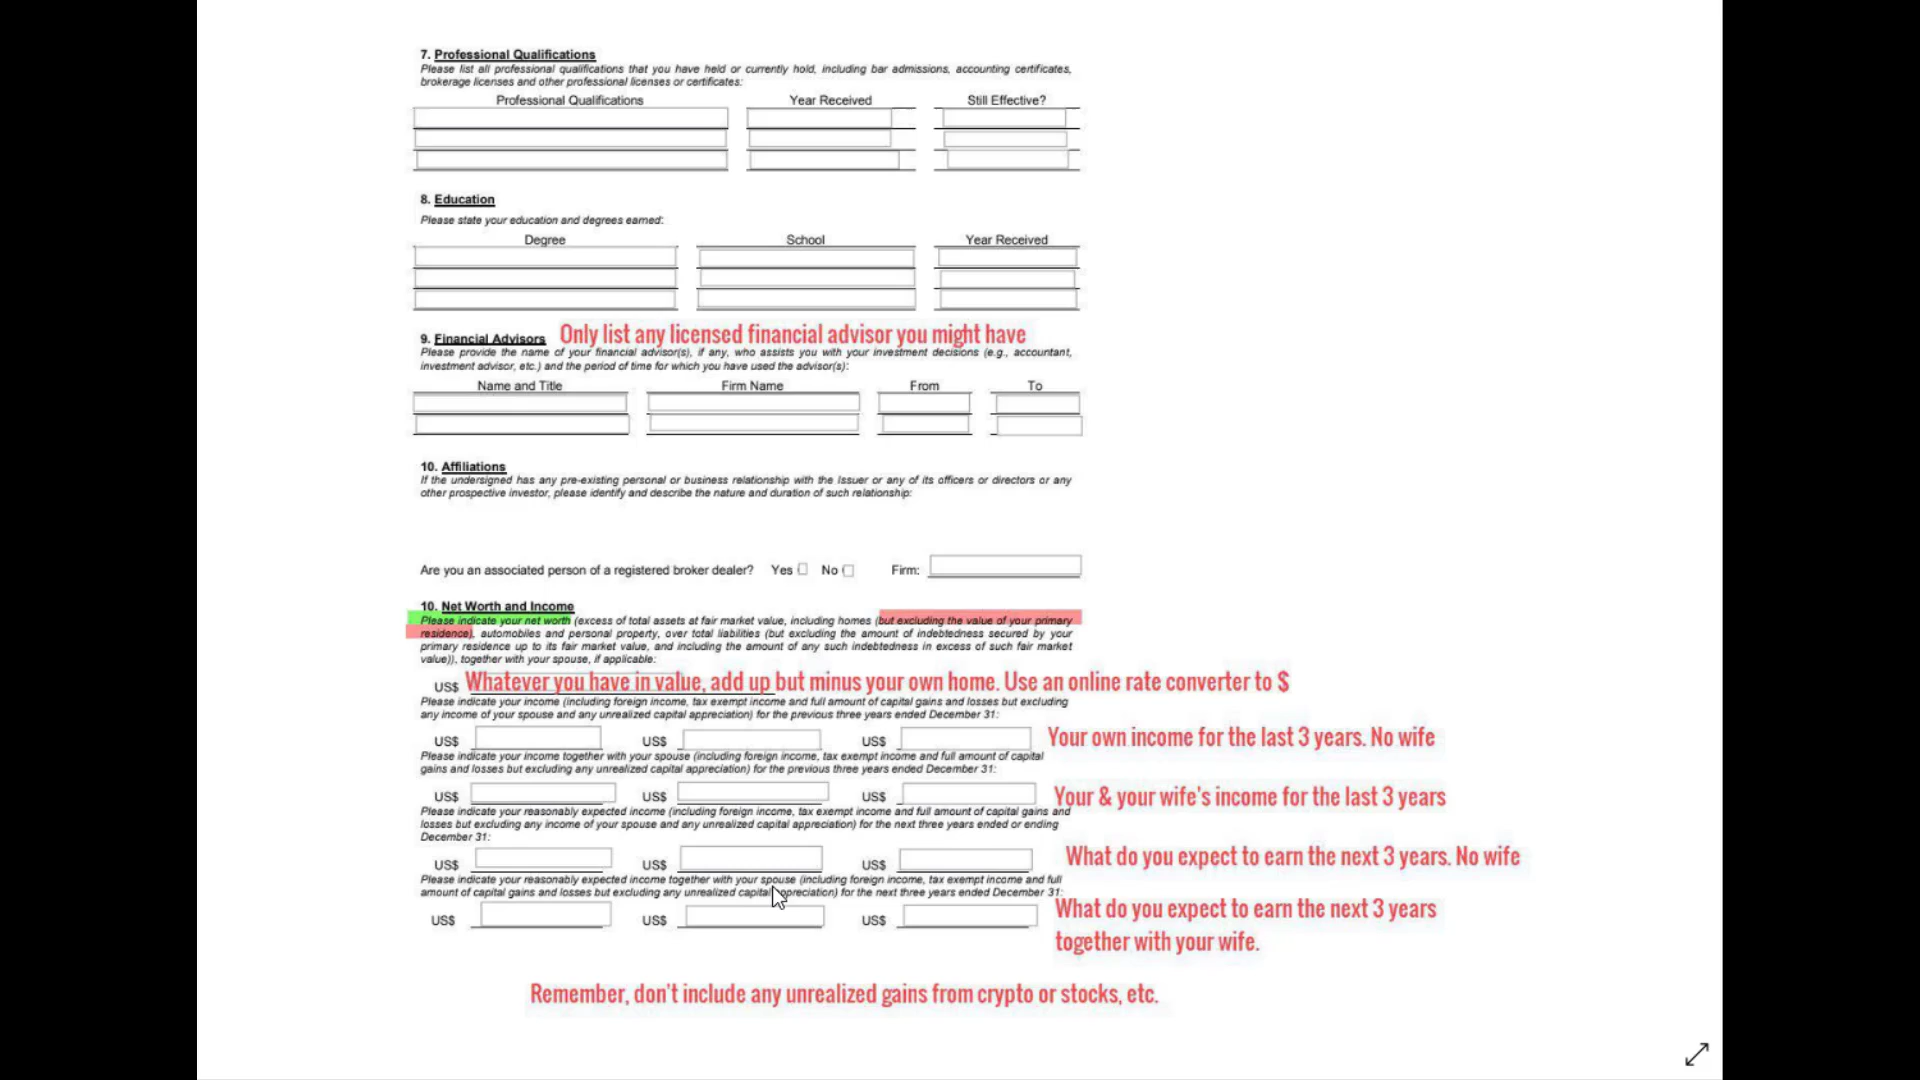 7. Professional Qualifications
Please list all professional qualifications that you have held or currently hold, including bar admissions, accounting certificates,
brokerage licenses and other professional licenses or certificates:
Professional Qualifications Year Received Still Effective?
8. Education
Please state your education and degrees earned:
Degree School Year Received
9. Financial Advisors Only list any licensed financial advisor you might have
Please provide the name of your financial advisor(s), if any, who assists you with your investment decisions (e.g., accountant,
investment advisor, etc.) and the period of time for which you have used the advisor(s):
Name and Title Firm Name From To
10. Affiliations
If the undersigned has any pre-existing personal or business relationship with the Issuer or any of its officers or directors or any
other prospective investor, please identify and describe the nature and duration of such relationship:
Are you an associated person of a registered broker dealer? Yes No Firm:
10. Net Worth and Income
Please indicate your net worth (excess of total assets at fair market value, including homes (but excluding the value of your primary
residence), automobiles and personal property, over total liabilities (but excluding the amount of indebtedness secured by your
primary residence up to its fair market value, and including the amount of any such indebtedness in excess of such fair market
value)), together with your spouse, if applicable:
US$ Whatever you have in value, add up but minus your own home. Use an online rate converter to $
Please indicate your income (including foreign income, tax exempt income and full amount of capital gains and losses but excluding
any income of your spouse and any unrealized capital appreciation) for the previous three years ended December 31:
US$ US$ US$ Your own income for the last 3 years. No wife
Please indicate your income together with your spouse (including foreign income, tax exempt income and full amount of capital
gains and losses but excluding any unrealized capital appreciation) for the previous three years ended December 31:
US$ US$ US$ Your & your wife's income for the last 3 years
Please indicate your reasonably expected income (including foreign income, tax exempt income and full amount of capital gains and
losses but excluding any income of your spouse and any unrealized capital appreciation) for the next three years ended or ending
December 31:
US$ US$ US$ What do you expect to earn the next 3 years. No wife
Please indicate your reasonably expected income together with your spouse (including foreign income, tax exempt income and full
amount of capital gains and losses but excluding any unrealized capital appreciation) for the next three years ended December 31:
US$ US$ US$ What do you expect to earn the next 3 years
together with your wife.
Remember, don't include any unrealized gains from crypto or stocks, etc.